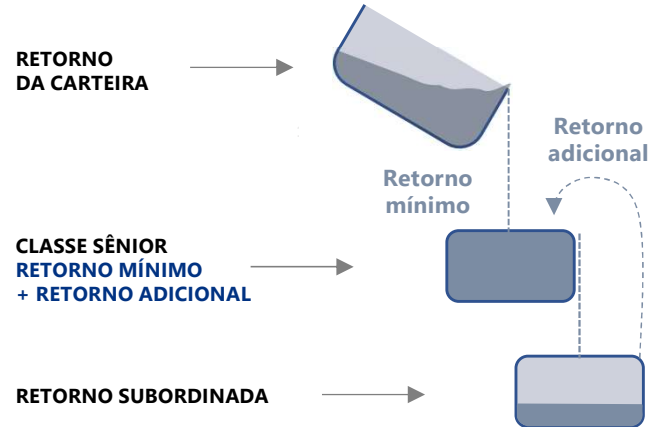 RETORNO
DA CARTEIRA
Retorno
adicional
Retorno
mínimo
CLASSE SÊNIOR
RETORNO MÍNIMO
+ RETORNO ADICIONAL
RETORNO SUBORDINADA